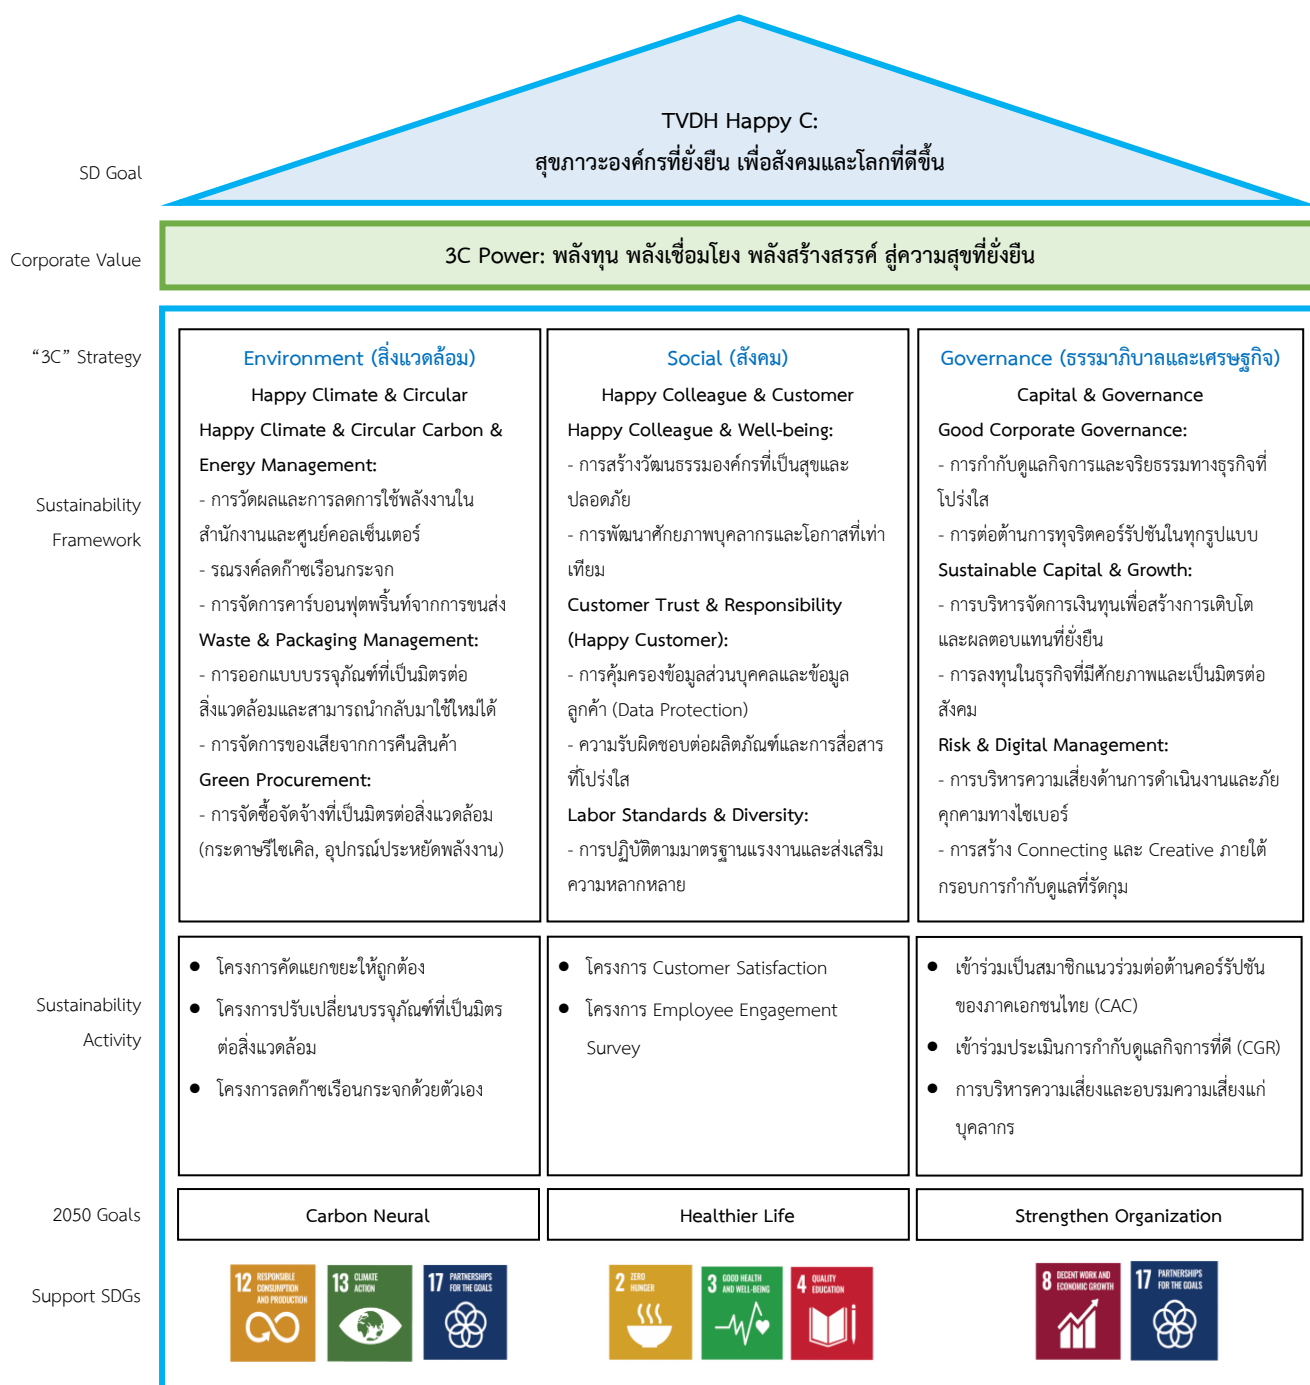 TVDH Happy C:
สุขภาวะองค์กรที่ยั่งยืน เพื่อสังคมและโลกที่ดีขึ้น
SD Goal
Corporate Value
3C Power: พลังทุน พลังเชื่อมโยง พลังสร้างสรรค์ สู่ความสุขที่ยั่งยืน
“3C” Strategy
Environment (สิ่งแวดล้อม)
Happy Climate & Circular
Social (สังคม)
Happy Colleague & Customer
Governance (ธรรมาภิบาลและเศรษฐกิจ)
Capital & Governance
Sustainability
Framework
Happy Climate & Circular Carbon &
Energy Management:
- การวัดผลและการลดการใช้พลังงานใน
สำนักงานและศูนย์คอลเซ็นเตอร์
- รณรงค์ลดก๊าซเรือนกระจก
- การจัดการคาร์บอนฟุตพริ้นท์จากการขนส่ง
Waste & Packaging Management:
- การออกแบบบรรจุภัณฑ์ที่เป็นมิตรต่อ
สิ่งแวดล้อมและสามารถนำกลับมาใช้ใหม่ได้
- การจัดการของเสียจากการคืนสินค้า
Green Procurement:
- การจัดซื้อจัดจ้างที่เป็นมิตรต่อสิ่งแวดล้อม
(กระดาษรีไซเคิล, อุปกรณ์ประหยัดพลังงาน)
Happy Colleague & Well-being:
- การสร้างวัฒนธรรมองค์กรที่เป็นสุขและ
ปลอดภัย
- การพัฒนาศักยภาพบุคลากรและโอกาสที่เท่า
เทียม
Customer Trust & Responsibility
(Happy Customer):
- การคุ้มครองข้อมูลส่วนบุคคลและข้อมูล
ลูกค้า (Data Protection)
- ความรับผิดชอบต่อผลิตภัณฑ์และการสื่อสาร
ที่โปร่งใส
Labor Standards & Diversity:
- การปฏิบัติตามมาตรฐานแรงงานและส่งเสริม
ความหลากหลาย
Good Corporate Governance:
- การกำกับดูแลกิจการและจริยธรรมทางธุรกิจที่
โปร่งใส
- การต่อต้านการทุจริตคอร์รัปชันในทุกรูปแบบ
Sustainable Capital & Growth:
- การบริหารจัดการเงินทุนเพื่อสร้างการเติบโต
และผลตอบแทนที่ยั่งยืน
- การลงทุนในธุรกิจที่มีศักยภาพและเป็นมิตรต่อ
สังคม
Risk & Digital Management:
- การบริหารความเสี่ยงด้านการดำเนินงานและภัย
คุกคามทางไซเบอร์
- การสร้าง Connecting และ Creative ภายใต้
กรอบการกำกับดูแลที่รัดกุม
Sustainability
Activity
● โครงการคัดแยกขยะให้ถูกต้อง
● โครงการปรับเปลี่ยนบรรจุภัณฑ์ที่เป็นมิตร
ต่อสิ่งแวดล้อม
● โครงการลดก๊าซเรือนกระจกด้วยตัวเอง
● โครงการ Customer Satisfaction
● โครงการ Employee Engagement
Survey
● เข้าร่วมเป็นสมาชิกแนวร่วมต่อต้านคอร์รัปชัน
ของภาคเอกชนไทย (CAC)
● เข้าร่วมประเมินการกำกับดูแลกิจการที่ดี (CGR)
● การบริหารความเสี่ยงและอบรมความเสี่ยงแก่
บุคลากร
2050 Goals
Carbon Neural
Healthier Life
Strengthen Organization
Support SDGs
12 RESPONSIBLE
CONSUMPTION
AND PRODUCTION
13 CLIMATE
ACTION
17 PARTNERSHIPS
FOR THE GOALS
2 ZERO
HUNGER
3 GOOD HEALTH
AND WELL-BEING
4 QUALITY
EDUCATION
8 DECENT WORK AND
ECONOMIC GROWTH
17 PARTNERSHIPS
FOR THE GOALS